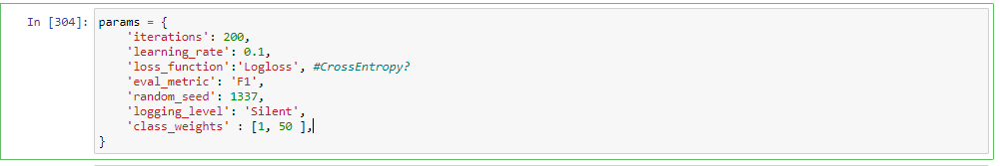 In [304]: params = {
    'iterations': 200,
    'learning_rate': 0.1,
    'loss_function':'Logloss', #CrossEntropy?
    'eval_metric': 'F1',
    'random_seed': 1337,
    'logging_level': 'Silent',
    'class_weights' : [1, 50 ],
}